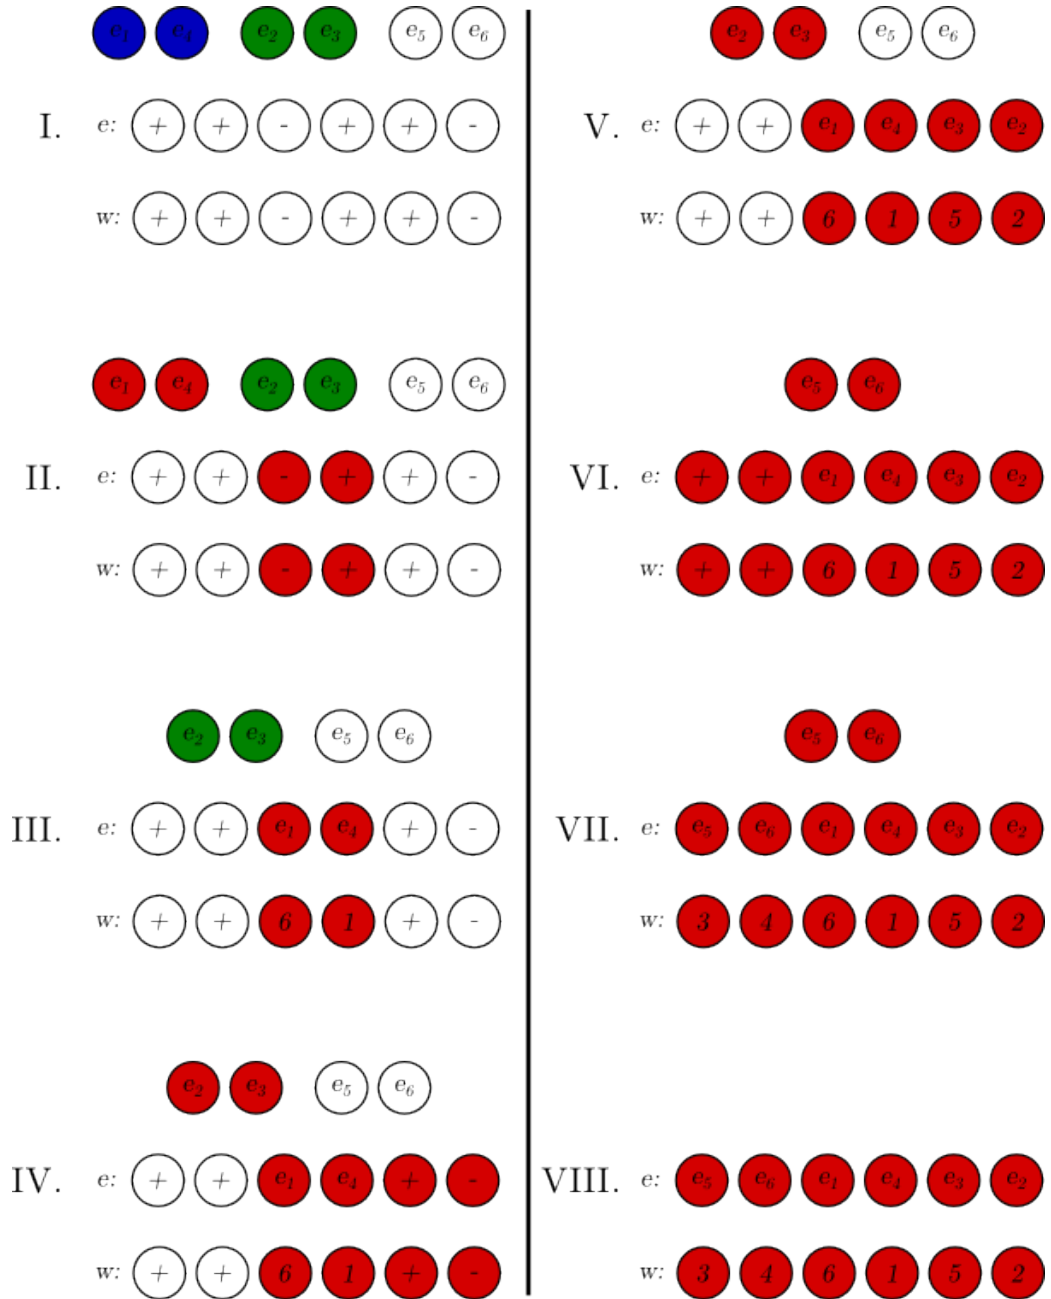 e1 e4 e2 e3 e5 e6
I. e: + + - + + -
w: + + - + + -
e1 e4 e2 e3 e5 e6
II. e: + + - + + -
w: + + - + + -
e2 e3 e5 e6
III. e: + + e1 e4 + -
w: + + 6 1 + -
e2 e3 e5 e6
IV. e: + + e1 e4 + -
w: + + 6 1 + -
e2 e3 e5 e6
V. e: + + e1 e4 e3 e2
w: + + 6 1 5 2
e5 e6
VI. e: + + e1 e4 e3 e2
w: + + 6 1 5 2
e5 e6
VII. e: e5 e6 e1 e4 e3 e2
w: 3 4 6 1 5 2
VIII. e: e5 e6 e1 e4 e3 e2
w: 3 4 6 1 5 2